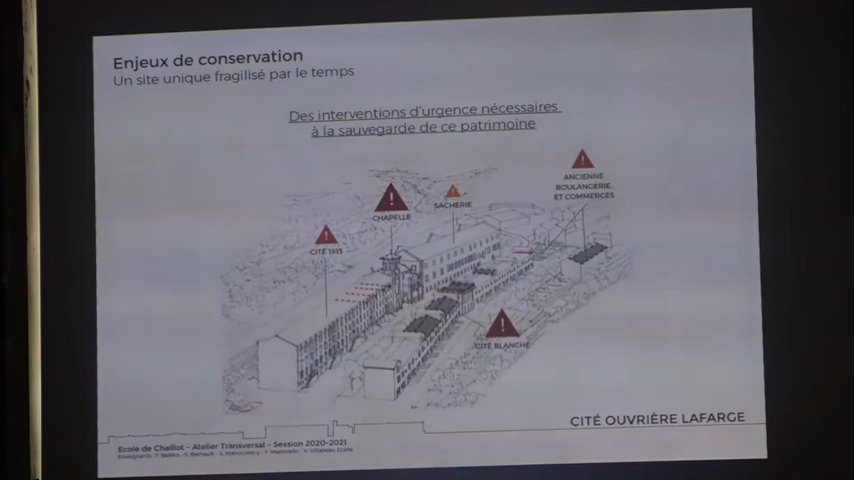 Enjeux de conservation
Un site unique fragilisé par le temps
Des interventions d'urgence nécessaires
à la sauvegarde de ce patrimoine
ANCIENNE
BOULANGERIE
ET COMMERCES
CHAPELLE
SACHERIE
CITÉ 1913
CITÉ BLANCHE
CITÉ OUVRIÈRE LAFARGE
Ecole de Chaillot - Atelier Transversal - Session 2020-2021